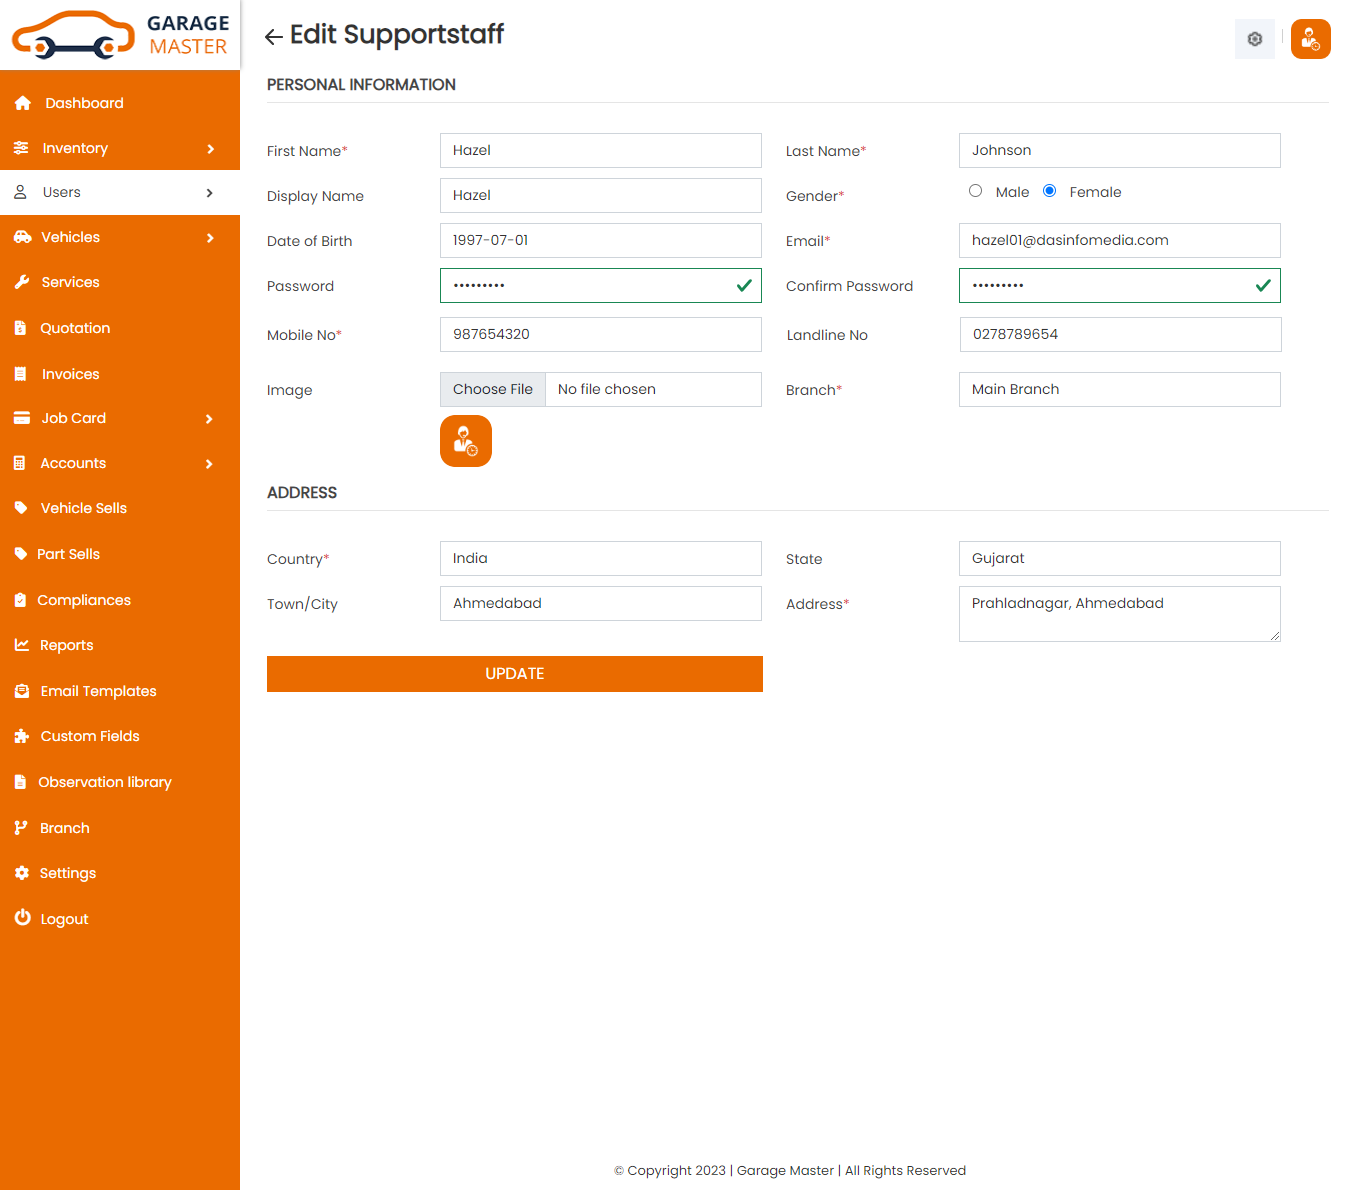 GARAGE
MASTER
Dashboard
Inventory
Users
Vehicles
Services
Quotation
Invoices
Job Card
Accounts
Vehicle Sells
Part Sells
Compliances
Reports
Email Templates
Custom Fields
Observation library
Branch
Settings
Logout
Edit Supportstaff
PERSONAL INFORMATION
First Name* Hazel Last Name* Johnson
Display Name Hazel Gender* Male Female
Date of Birth 1997-07-01 Email* hazel01@dasinfomedia.com
Password ••••••••• Confirm Password •••••••••
Mobile No* 987654320 Landline No 0278789654
Image Choose File No file chosen Branch* Main Branch
ADDRESS
Country* India State Gujarat
Town/City Ahmedabad Address* Prahladnagar, Ahmedabad
UPDATE
© Copyright 2023 | Garage Master | All Rights Reserved